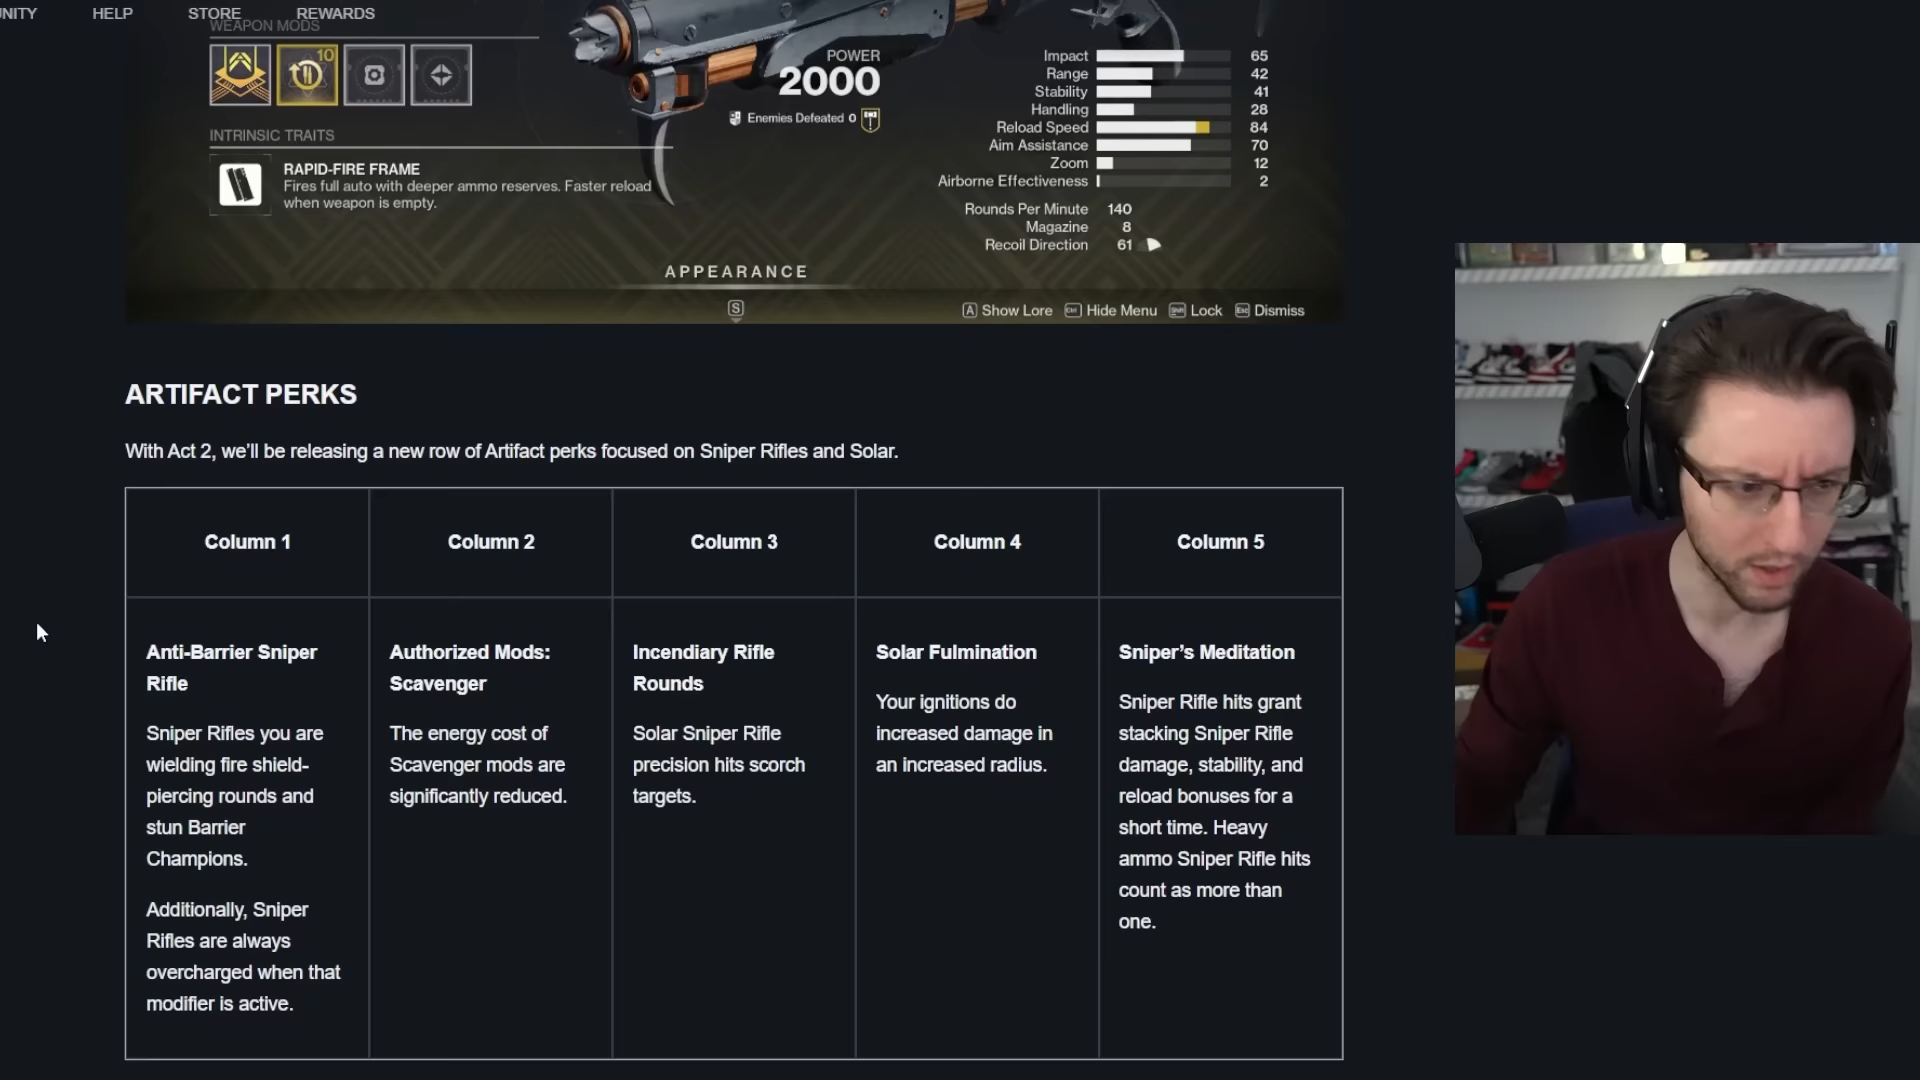 NITY HELP STORE REWARDS
WEAPON MODS
10
INTRINSIC TRAITS
RAPID-FIRE FRAME
Fires full auto with deeper ammo reserves. Faster reload
when weapon is empty.
POWER
2000
Enemies Defeated 0
Impact 65
Range 42
Stability 41
Handling 28
Reload Speed 84
Aim Assistance 70
Zoom 12
Airborne Effectiveness 2
Rounds Per Minute 140
Magazine 8
Recoil Direction 61
APPEARANCE
S
A Show Lore Ctrl Hide Menu Shift Lock Esc Dismiss
ARTIFACT PERKS
With Act 2, we'll be releasing a new row of Artifact perks focused on Sniper Rifles and Solar.
Column 1
Column 2
Column 3
Column 4
Column 5
Anti-Barrier Sniper
Rifle
Sniper Rifles you are
wielding fire shield-
piercing rounds and
stun Barrier
Champions.
Additionally, Sniper
Rifles are always
overcharged when that
modifier is active.
Authorized Mods:
Scavenger
The energy cost of
Scavenger mods are
significantly reduced.
Incendiary Rifle
Rounds
Solar Sniper Rifle
precision hits scorch
targets.
Solar Fulmination
Your ignitions do
increased damage in
an increased radius.
Sniper's Meditation
Sniper Rifle hits grant
stacking Sniper Rifle
damage, stability, and
reload bonuses for a
short time. Heavy
ammo Sniper Rifle hits
count as more than
one.